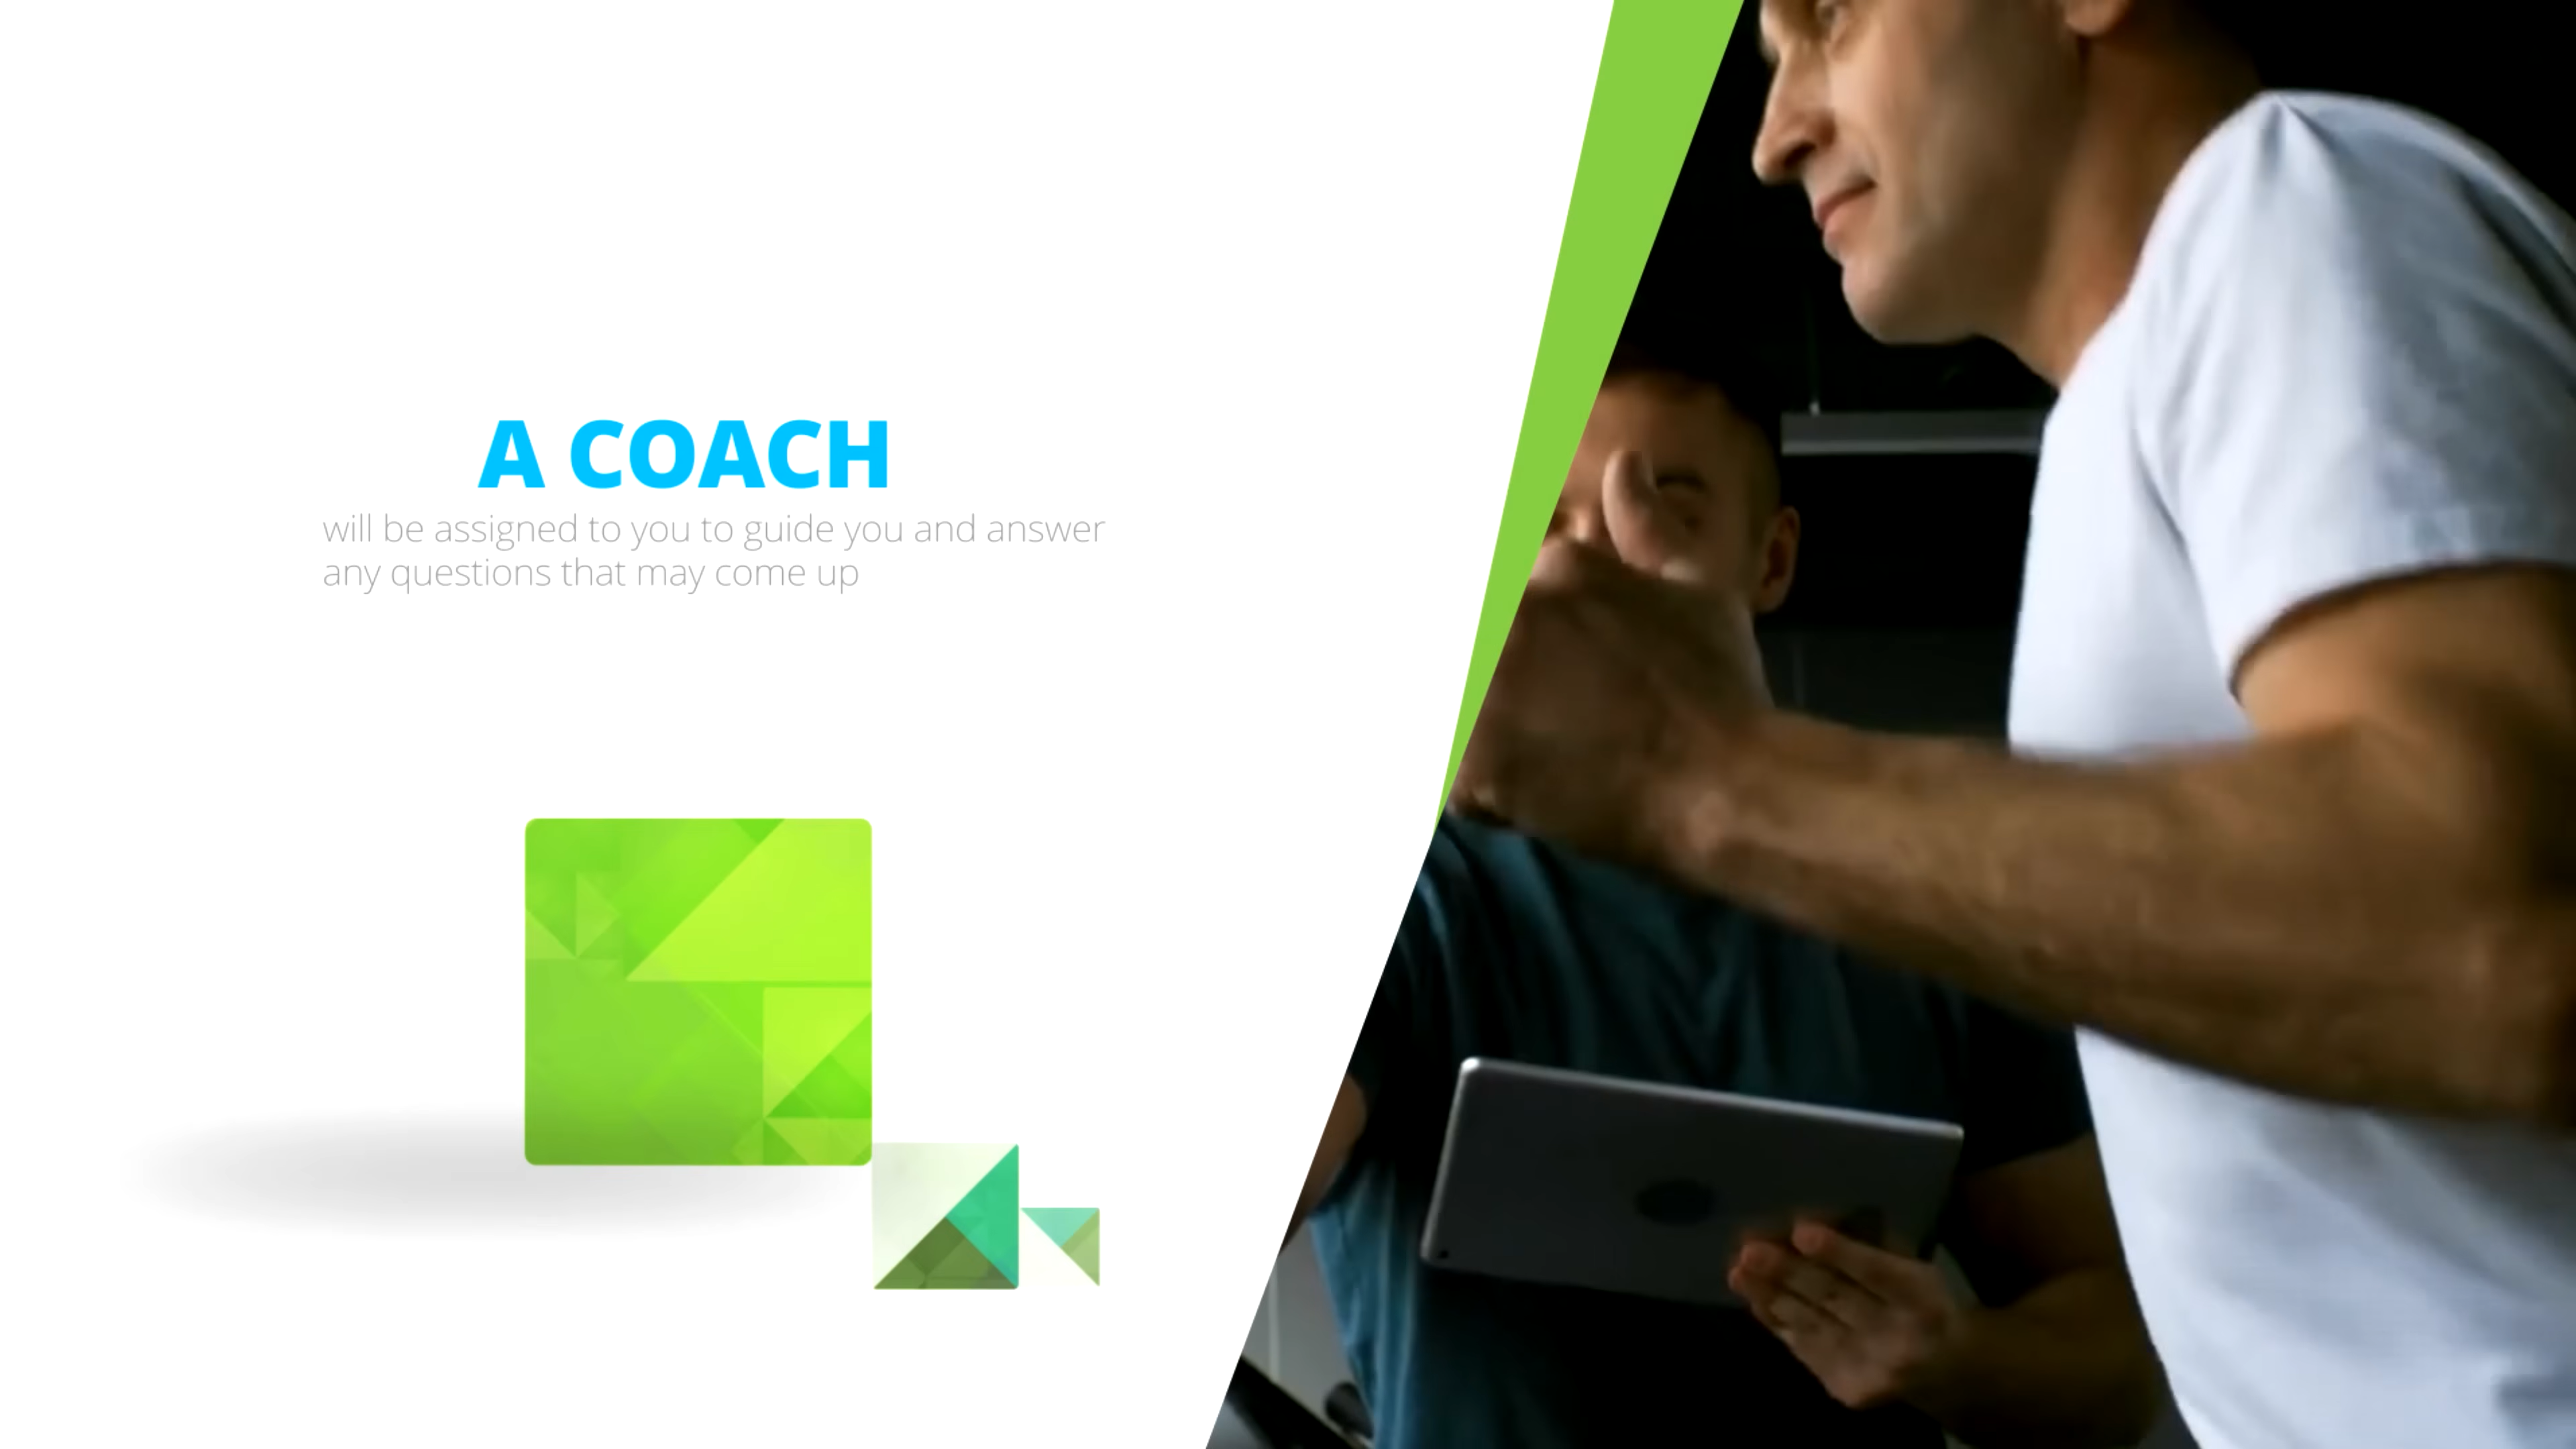 A COACH
will be assigned to you to guide you and answer
any questions that may come up